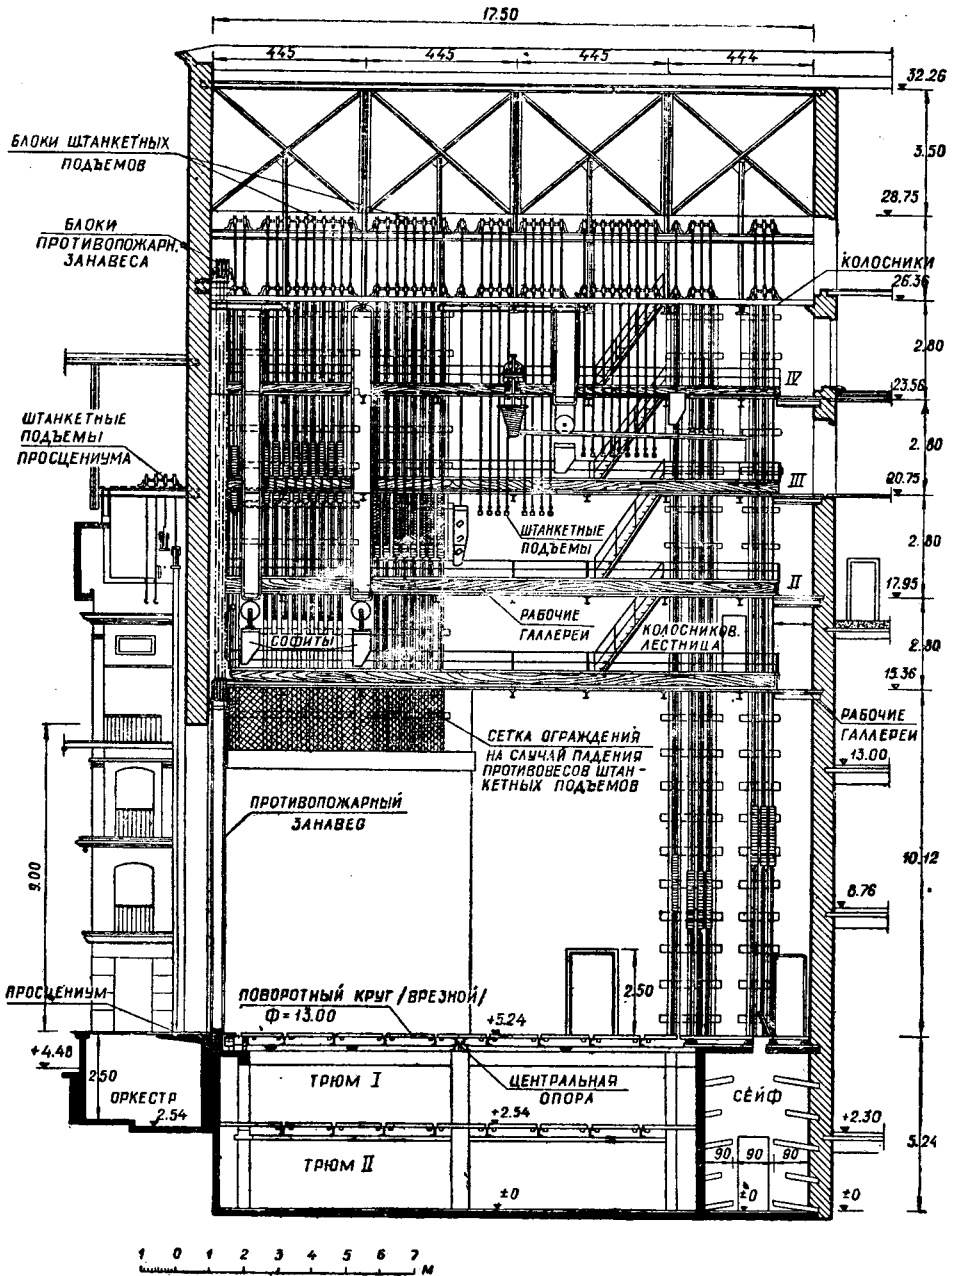 17.50
445
445
445
444
32.26
БЛОКИ ШТАНКЕТНЫХ
ПОДЪЕМОВ
3.50
28.75
БЛОКИ
ПРОТИВОПОЖАРН.
ЗАНАВЕСА
КОЛОСНИКИ
26.36
2.80
IV
23.56
ШТАНКЕТНЫЕ
ПОДЪЕМЫ
ПРОСЦЕНИУМА
2.80
III
20.75
ШТАНКЕТНЫЕ
ПОДЪЕМЫ
2.80
II
17.95
РАБОЧИЕ
ГАЛЛЕРЕИ
СОФИТЫ
КОЛОСНИКОВ.
ЛЕСТНИЦА
2.80
15.36
РАБОЧИЕ
ГАЛЛЕРЕИ
СЕТКА ОГРАЖДЕНИЯ
НА СЛУЧАЙ ПАДЕНИЯ
ПРОТИВОВЕСОВ ШТАН-
КЕТНЫХ ПОДЪЕМОВ
13.00
ПРОТИВОПОЖАРНЫЙ
ЗАНАВЕС
9.00
10.12
8.76
ПРОСЦЕНИУМ
ПОВОРОТНЫЙ КРУГ /ВРЕЗНОЙ/
Ф=13.00
2.50
+5.24
+4.48
2.50
ОРКЕСТР
2.54
ТРЮМ I
ЦЕНТРАЛЬНАЯ
ОПОРА
СЕЙФ
+2.54
+2.30
5.24
ТРЮМ II
90
90
80
±0
±0
±0
1 0 1 2 3 4 5 6 7 М